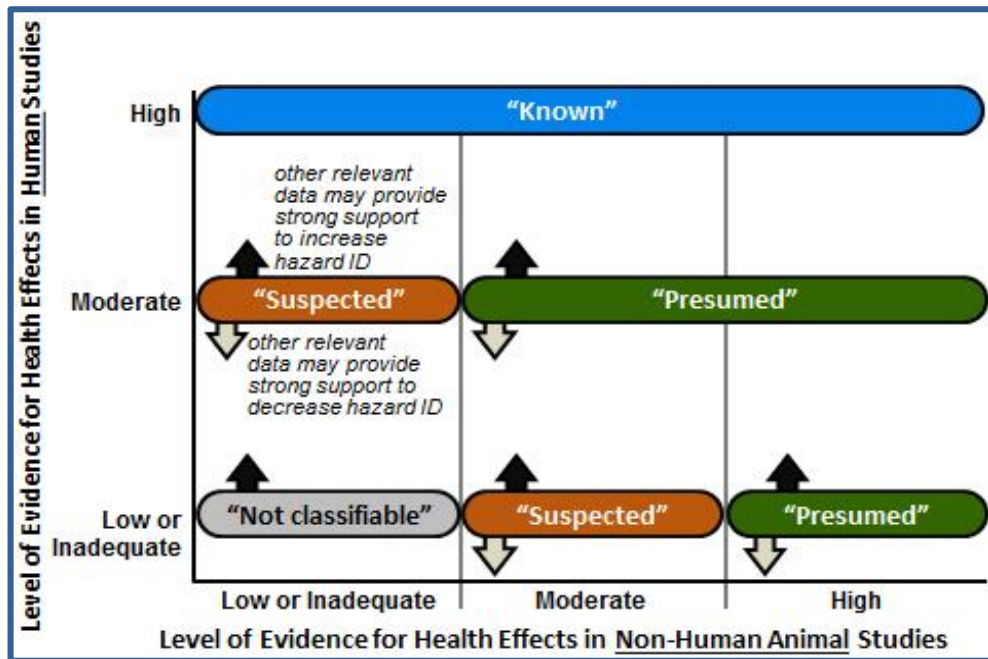 Level of Evidence for Health Effects in Human Studies
High
“Known”
other relevant
data may provide
strong support
to increase
hazard ID
Moderate
“Suspected”
“Presumed”
other relevant
data may provide
strong support to
decrease hazard ID
Low or
Inadequate
“Not classifiable”
“Suspected”
“Presumed”
Low or Inadequate
Moderate
High
Level of Evidence for Health Effects in Non-Human Animal Studies